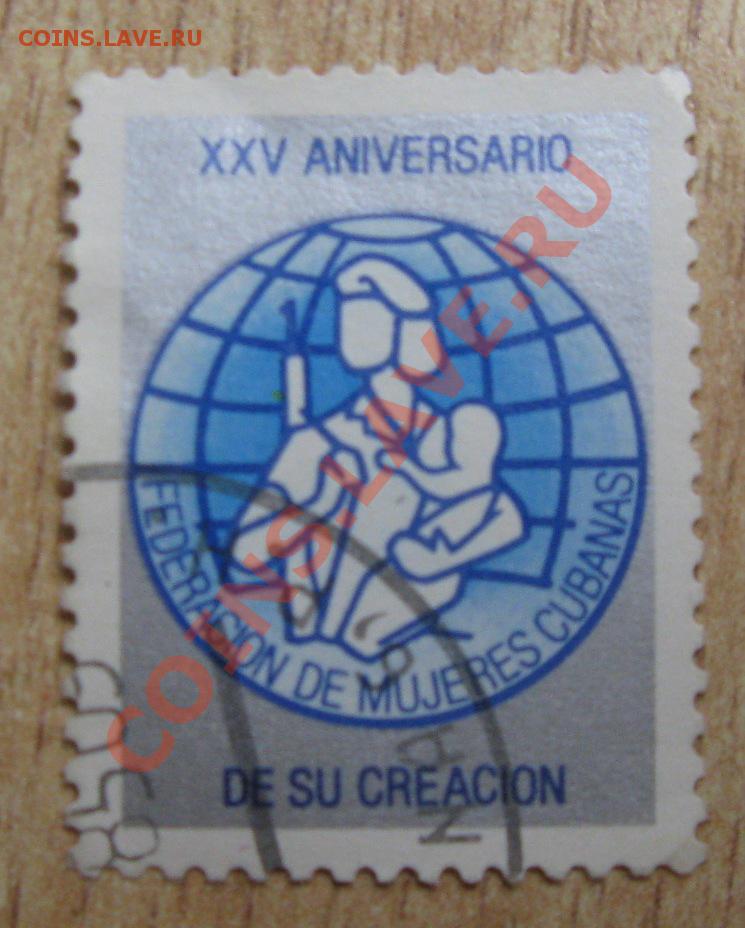 COINS.LAVE.RU
XXV ANIVERSARIO
FEDERACION DE MUJERES CUBANAS
DE SU CREACION
COINS.LAVE.RU